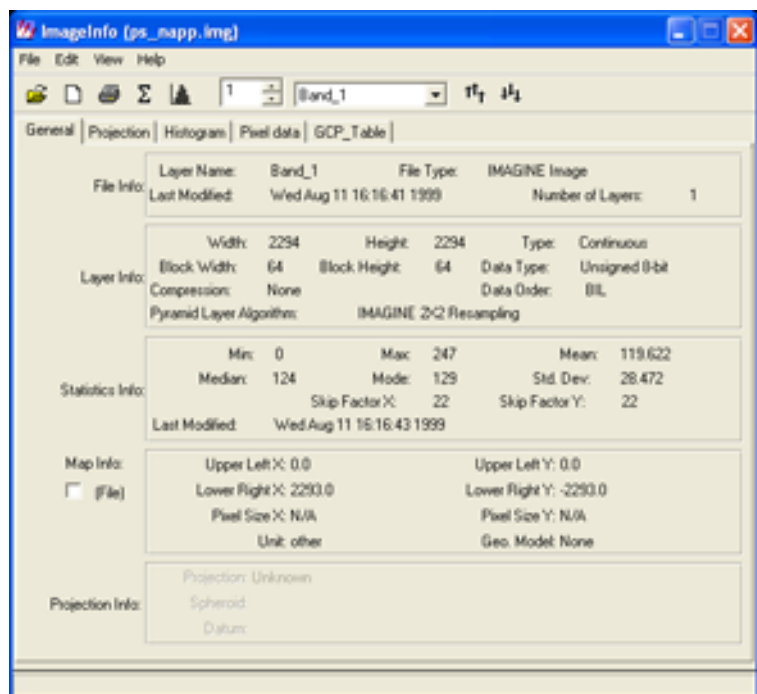 ImageInfo (ps_napp.img)
File Edit View Help
1 Band_1
General Projection Histogram Pixel data GCP_Table
File Info: Layer Name: Band_1 File Type: IMAGINE Image
Last Modified: Wed Aug 11 16:16:41 1999 Number of Layers: 1
Width: 2294 Height: 2294 Type: Continuous
Layer Info: Block Width: 64 Block Height: 64 Data Type: Unsigned 8-bit
Compression: None Data Order: BIL
Pyramid Layer Algorithm: IMAGINE 2X2 Resampling
Min: 0 Max: 247 Mean: 119.622
Statistics Info: Median: 124 Mode: 129 Std. Dev: 28.472
Skip Factor X: 22 Skip Factor Y: 22
Last Modified: Wed Aug 11 16:16:43 1999
Map Info: Upper Left X: 0.0 Upper Left Y: 0.0
(File) Lower Right X: 2293.0 Lower Right Y: -2293.0
Pixel Size X: N/A Pixel Size Y: N/A
Unit: other Geo. Model: None
Projection: Unknown
Projection Info: Spheroid:
Datum: